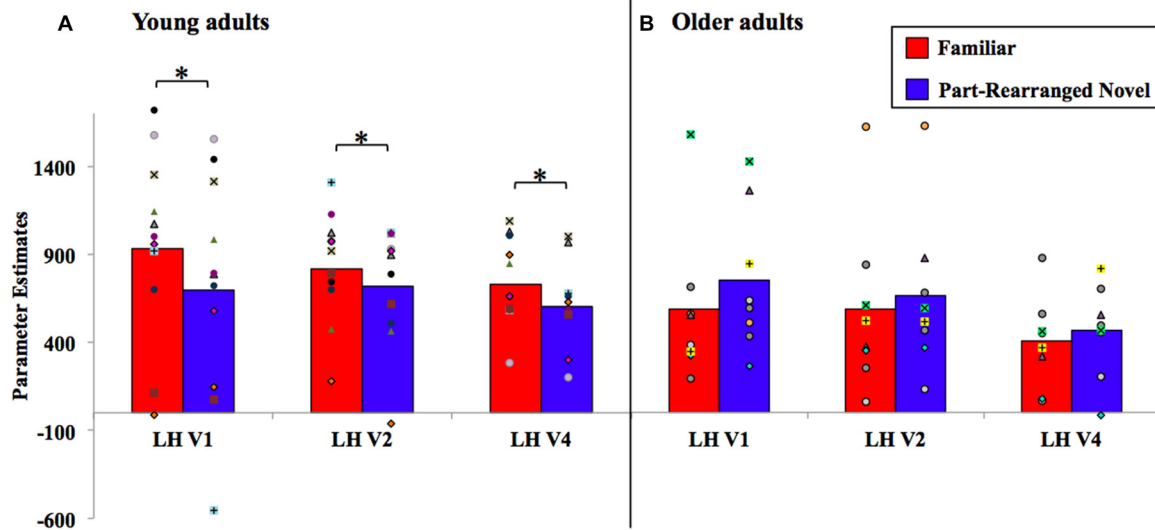 A Young adults
B Older adults
Familiar
Part-Rearranged Novel
*
*
*
Parameter Estimates
1400
900
400
-100
-600
LH V1 LH V2 LH V4
LH V1 LH V2 LH V4